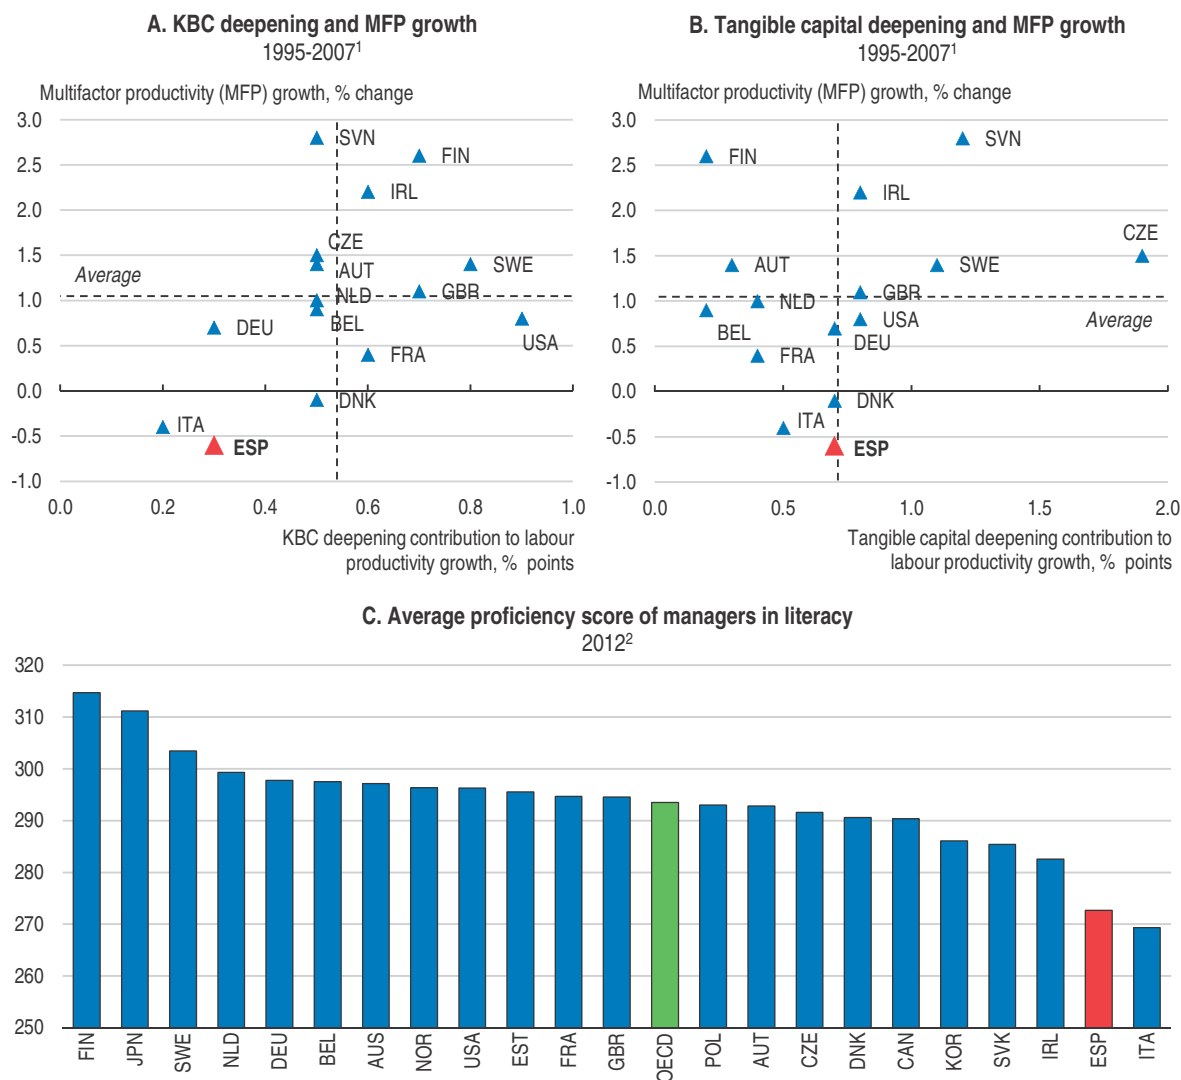 A. KBC deepening and MFP growth
1995-2007¹
Multifactor productivity (MFP) growth, % change
3.0
2.5
2.0
1.5
1.0
0.5
0.0
-0.5
-1.0
SVN
FIN
IRL
CZE
AUT
SWE
Average
NLD
GBR
BEL
DEU
USA
FRA
DNK
ITA
ESP
0.0 0.2 0.4 0.6 0.8 1.0
KBC deepening contribution to labour
productivity growth, % points
B. Tangible capital deepening and MFP growth
1995-2007¹
Multifactor productivity (MFP) growth, % change
3.0
2.5
2.0
1.5
1.0
0.5
0.0
-0.5
-1.0
SVN
FIN
IRL
CZE
AUT
SWE
NLD
GBR
BEL
USA
Average
DEU
FRA
DNK
ITA
ESP
0.0 0.5 1.0 1.5 2.0
Tangible capital deepening contribution to
labour productivity growth, % points
C. Average proficiency score of managers in literacy
2012²
320
310
300
290
280
270
260
250
FIN JPN SWE NLD DEU BEL AUS NOR USA EST FRA GBR OECD POL AUT CZE DNK CAN KOR SVK IRL ESP ITA